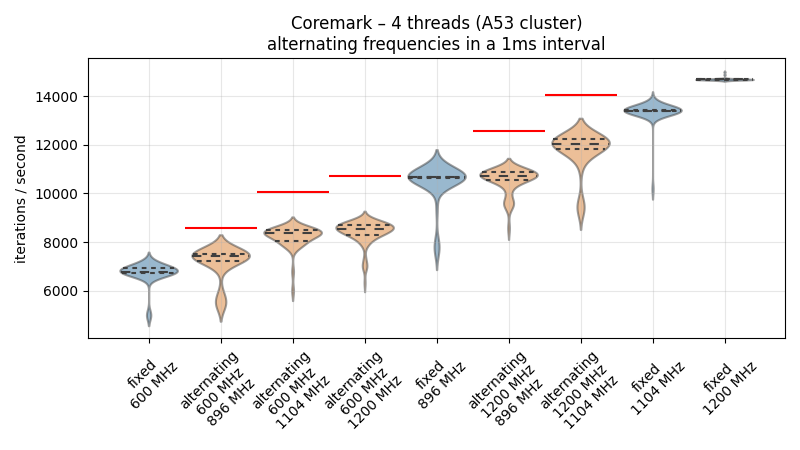 Coremark – 4 threads (A53 cluster)
alternating frequencies in a 1ms interval
iterations / second
14000
12000
10000
8000
6000
fixed
600 MHz
alternating
600 MHz
896 MHz
alternating
600 MHz
1104 MHz
alternating
600 MHz
1200 MHz
fixed
896 MHz
alternating
1200 MHz
896 MHz
alternating
1200 MHz
1104 MHz
fixed
1104 MHz
fixed
1200 MHz